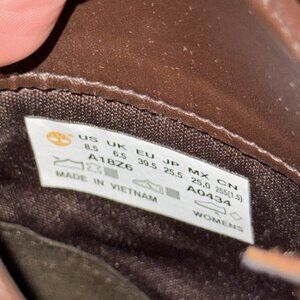 US UK EU JP MX CN
8.5 6.5 39.5 25.5 25.0 255(1.5)
A18Z6 A0434
MADE IN VIETNAM WOMENS